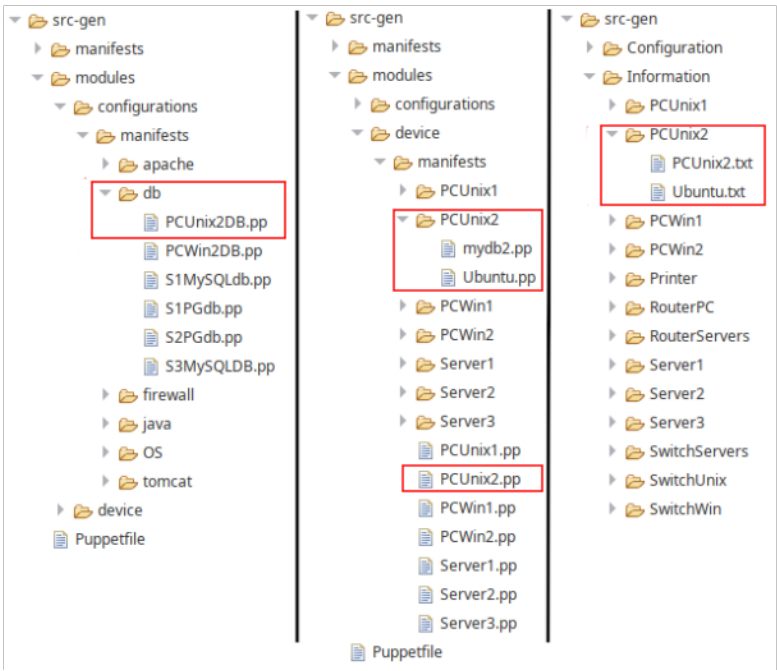 src-gen
manifests
modules
configurations
manifests
apache
db
PCUnix2DB.pp
PCWin2DB.pp
S1MySQLdb.pp
S1PGdb.pp
S2PGdb.pp
S3MySQLDB.pp
firewall
java
OS
tomcat
device
Puppetfile
src-gen
manifests
modules
configurations
device
manifests
PCUnix1
PCUnix2
mydb2.pp
Ubuntu.pp
PCWin1
PCWin2
Server1
Server2
Server3
PCUnix1.pp
PCUnix2.pp
PCWin1.pp
PCWin2.pp
Server1.pp
Server2.pp
Server3.pp
Puppetfile
src-gen
Configuration
Information
PCUnix1
PCUnix2
PCUnix2.txt
Ubuntu.txt
PCWin1
PCWin2
Printer
RouterPC
RouterServers
Server1
Server2
Server3
SwitchServers
SwitchUnix
SwitchWin